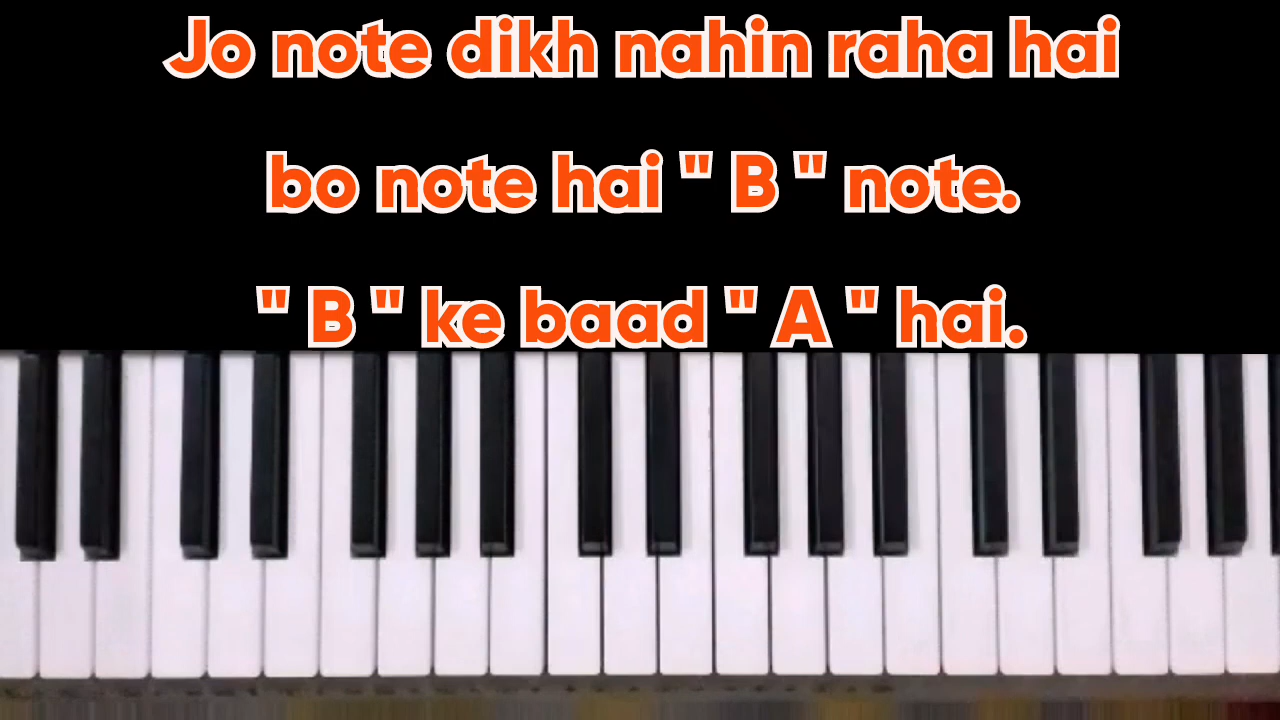 Jo note dikh nahin raha hai
bo note hai " B " note.
" B " ke baad " A " hai.